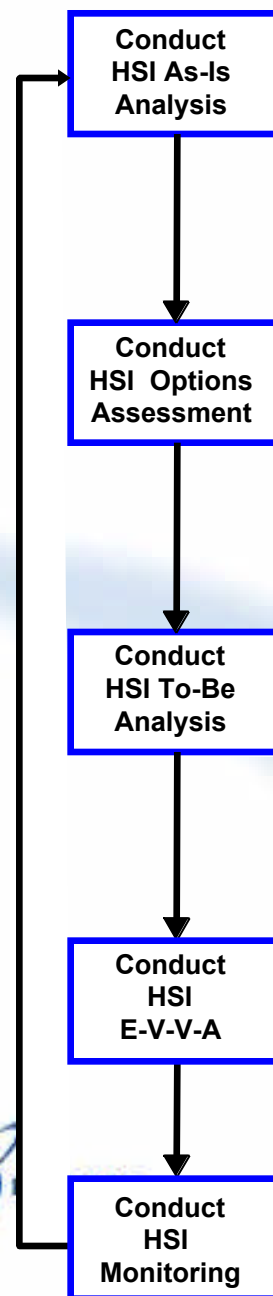 Conduct
HSI As-Is
Analysis
Conduct
HSI Options
Assessment
Conduct
HSI To-Be
Analysis
Conduct
HSI
E-V-V-A
Conduct
HSI
Monitoring